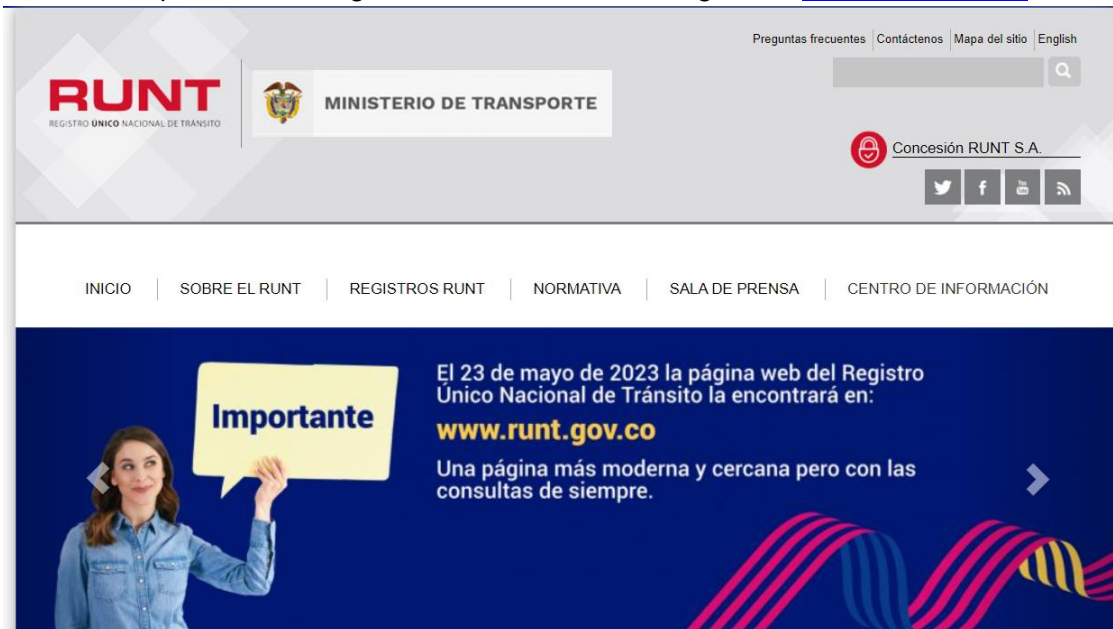 Preguntas frecuentes Contáctenos Mapa del sitio English
RUNT
REGISTRO ÚNICO NACIONAL DE TRÁNSITO
MINISTERIO DE TRANSPORTE
Concesión RUNT S.A.
You Tube
INICIO SOBRE EL RUNT REGISTROS RUNT NORMATIVA SALA DE PRENSA CENTRO DE INFORMACIÓN
Importante
El 23 de mayo de 2023 la página web del Registro
Único Nacional de Tránsito la encontrará en:
www.runt.gov.co
Una página más moderna y cercana pero con las
consultas de siempre.